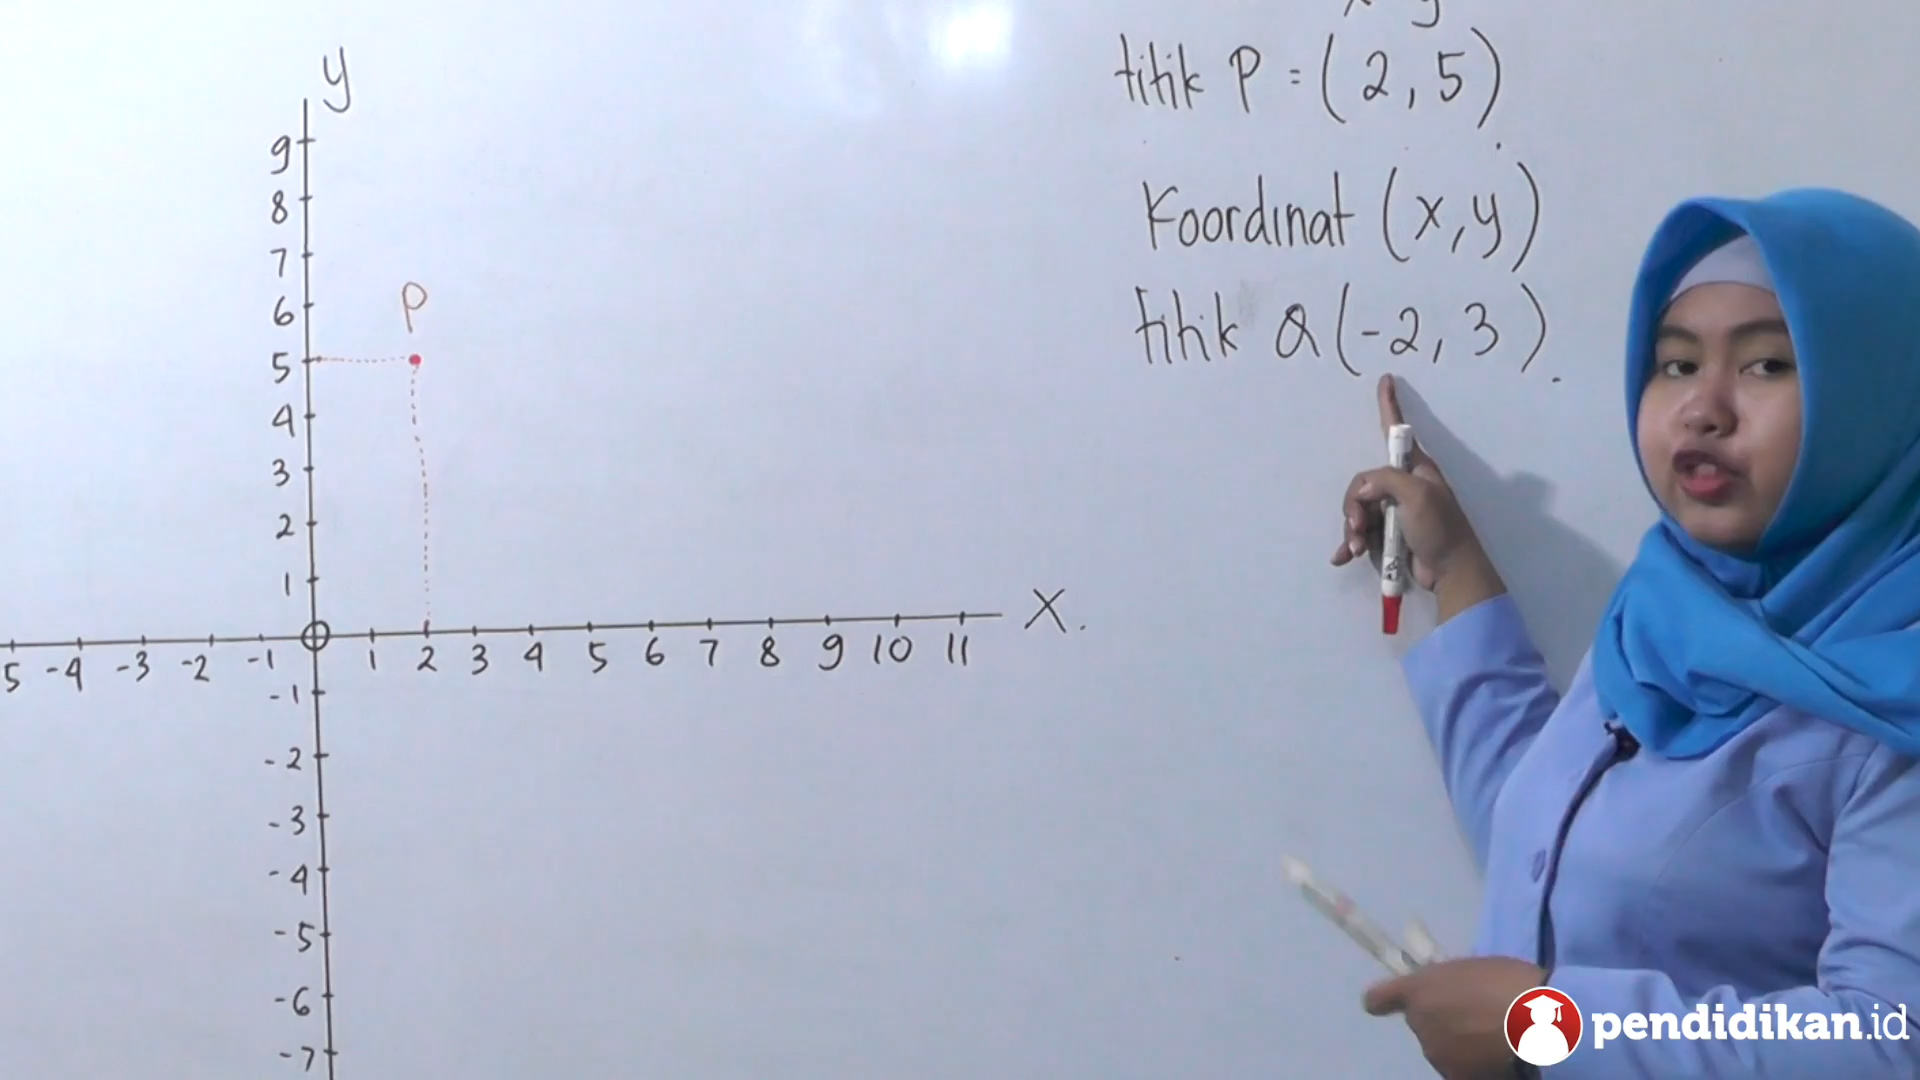 x y
titik P = (2, 5)
Koordinat (x, y)
titik Q (-2, 3).
y
9
8
7
6
5
4
3
2
1
P
X.
5 -4 -3 -2 -1 1 2 3 4 5 6 7 8 9 10 11
-1
-2
-3
-4
-5
-6
-7
pendidikan.id